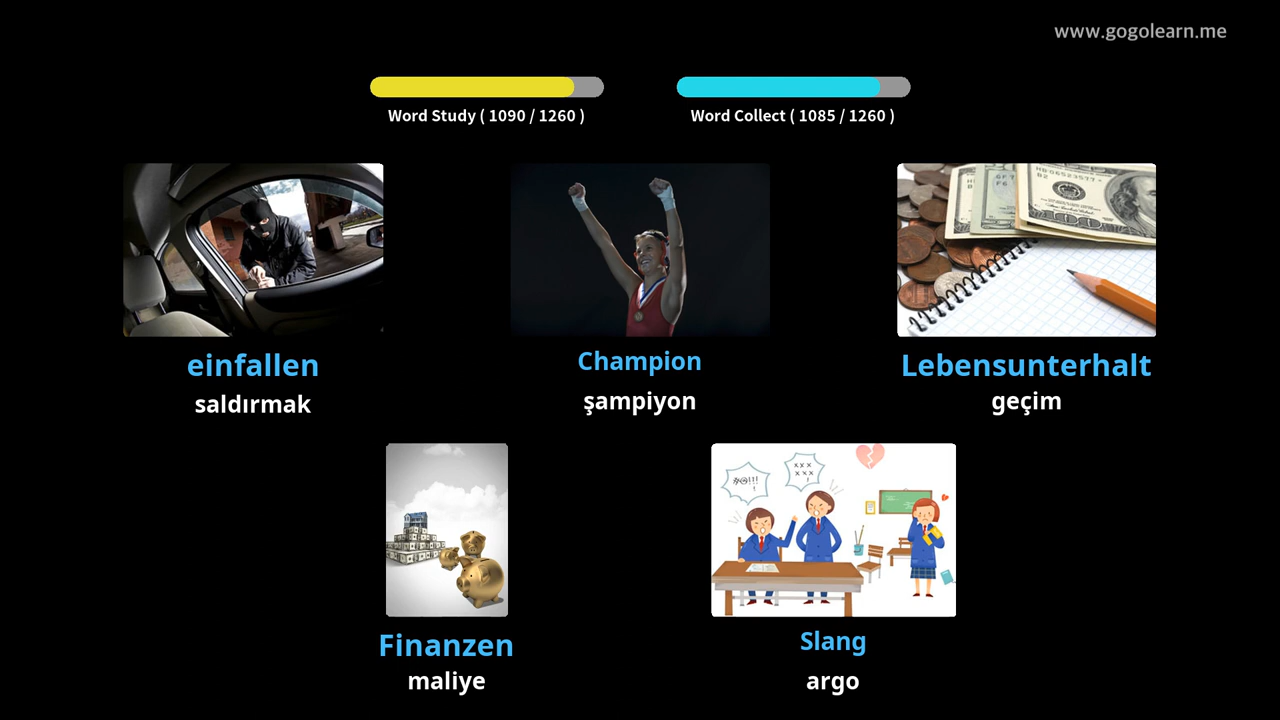 www.gogolearn.me
Word Study ( 1090 / 1260 )
Word Collect ( 1085 / 1260 )
einfallen
saldırmak
Champion
şampiyon
Lebensunterhalt
geçim
Finanzen
maliye
Slang
argo